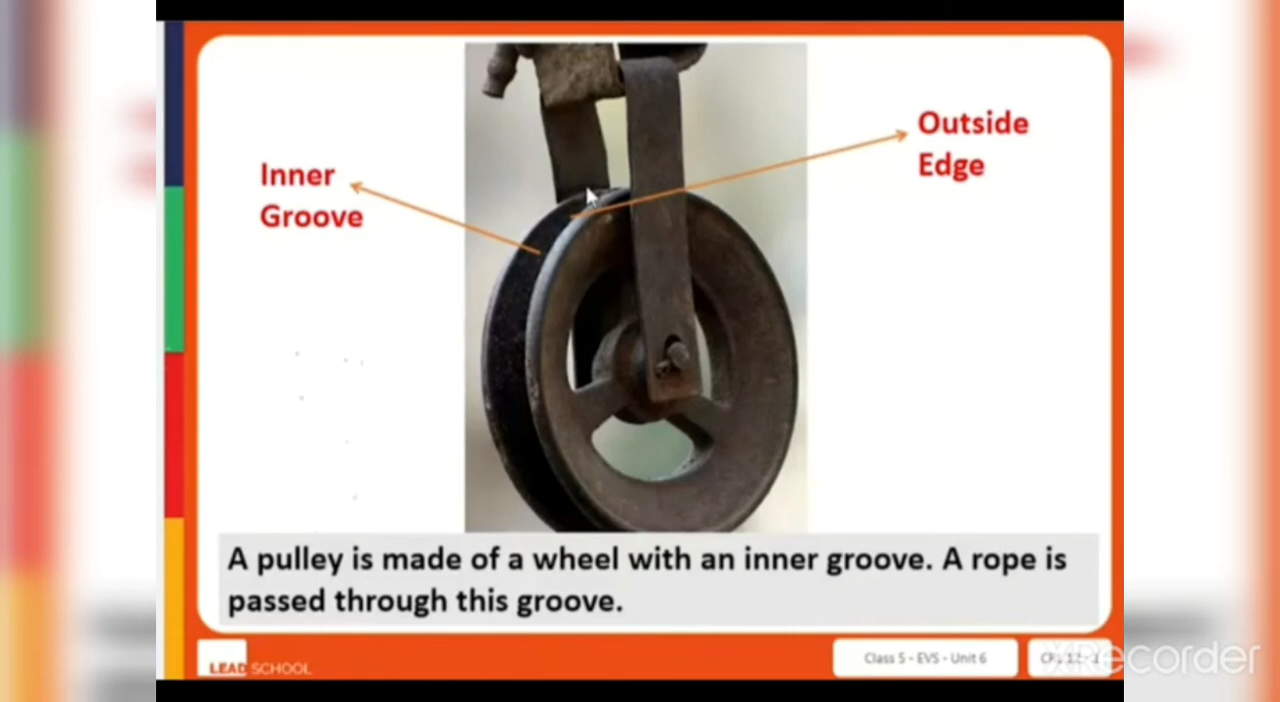 Outside
Edge
Inner
Groove
A pulley is made of a wheel with an inner groove. A rope is
passed through this groove.
LEAD SCHOOL
Class 5 - EVS - Unit 6
XRecorder